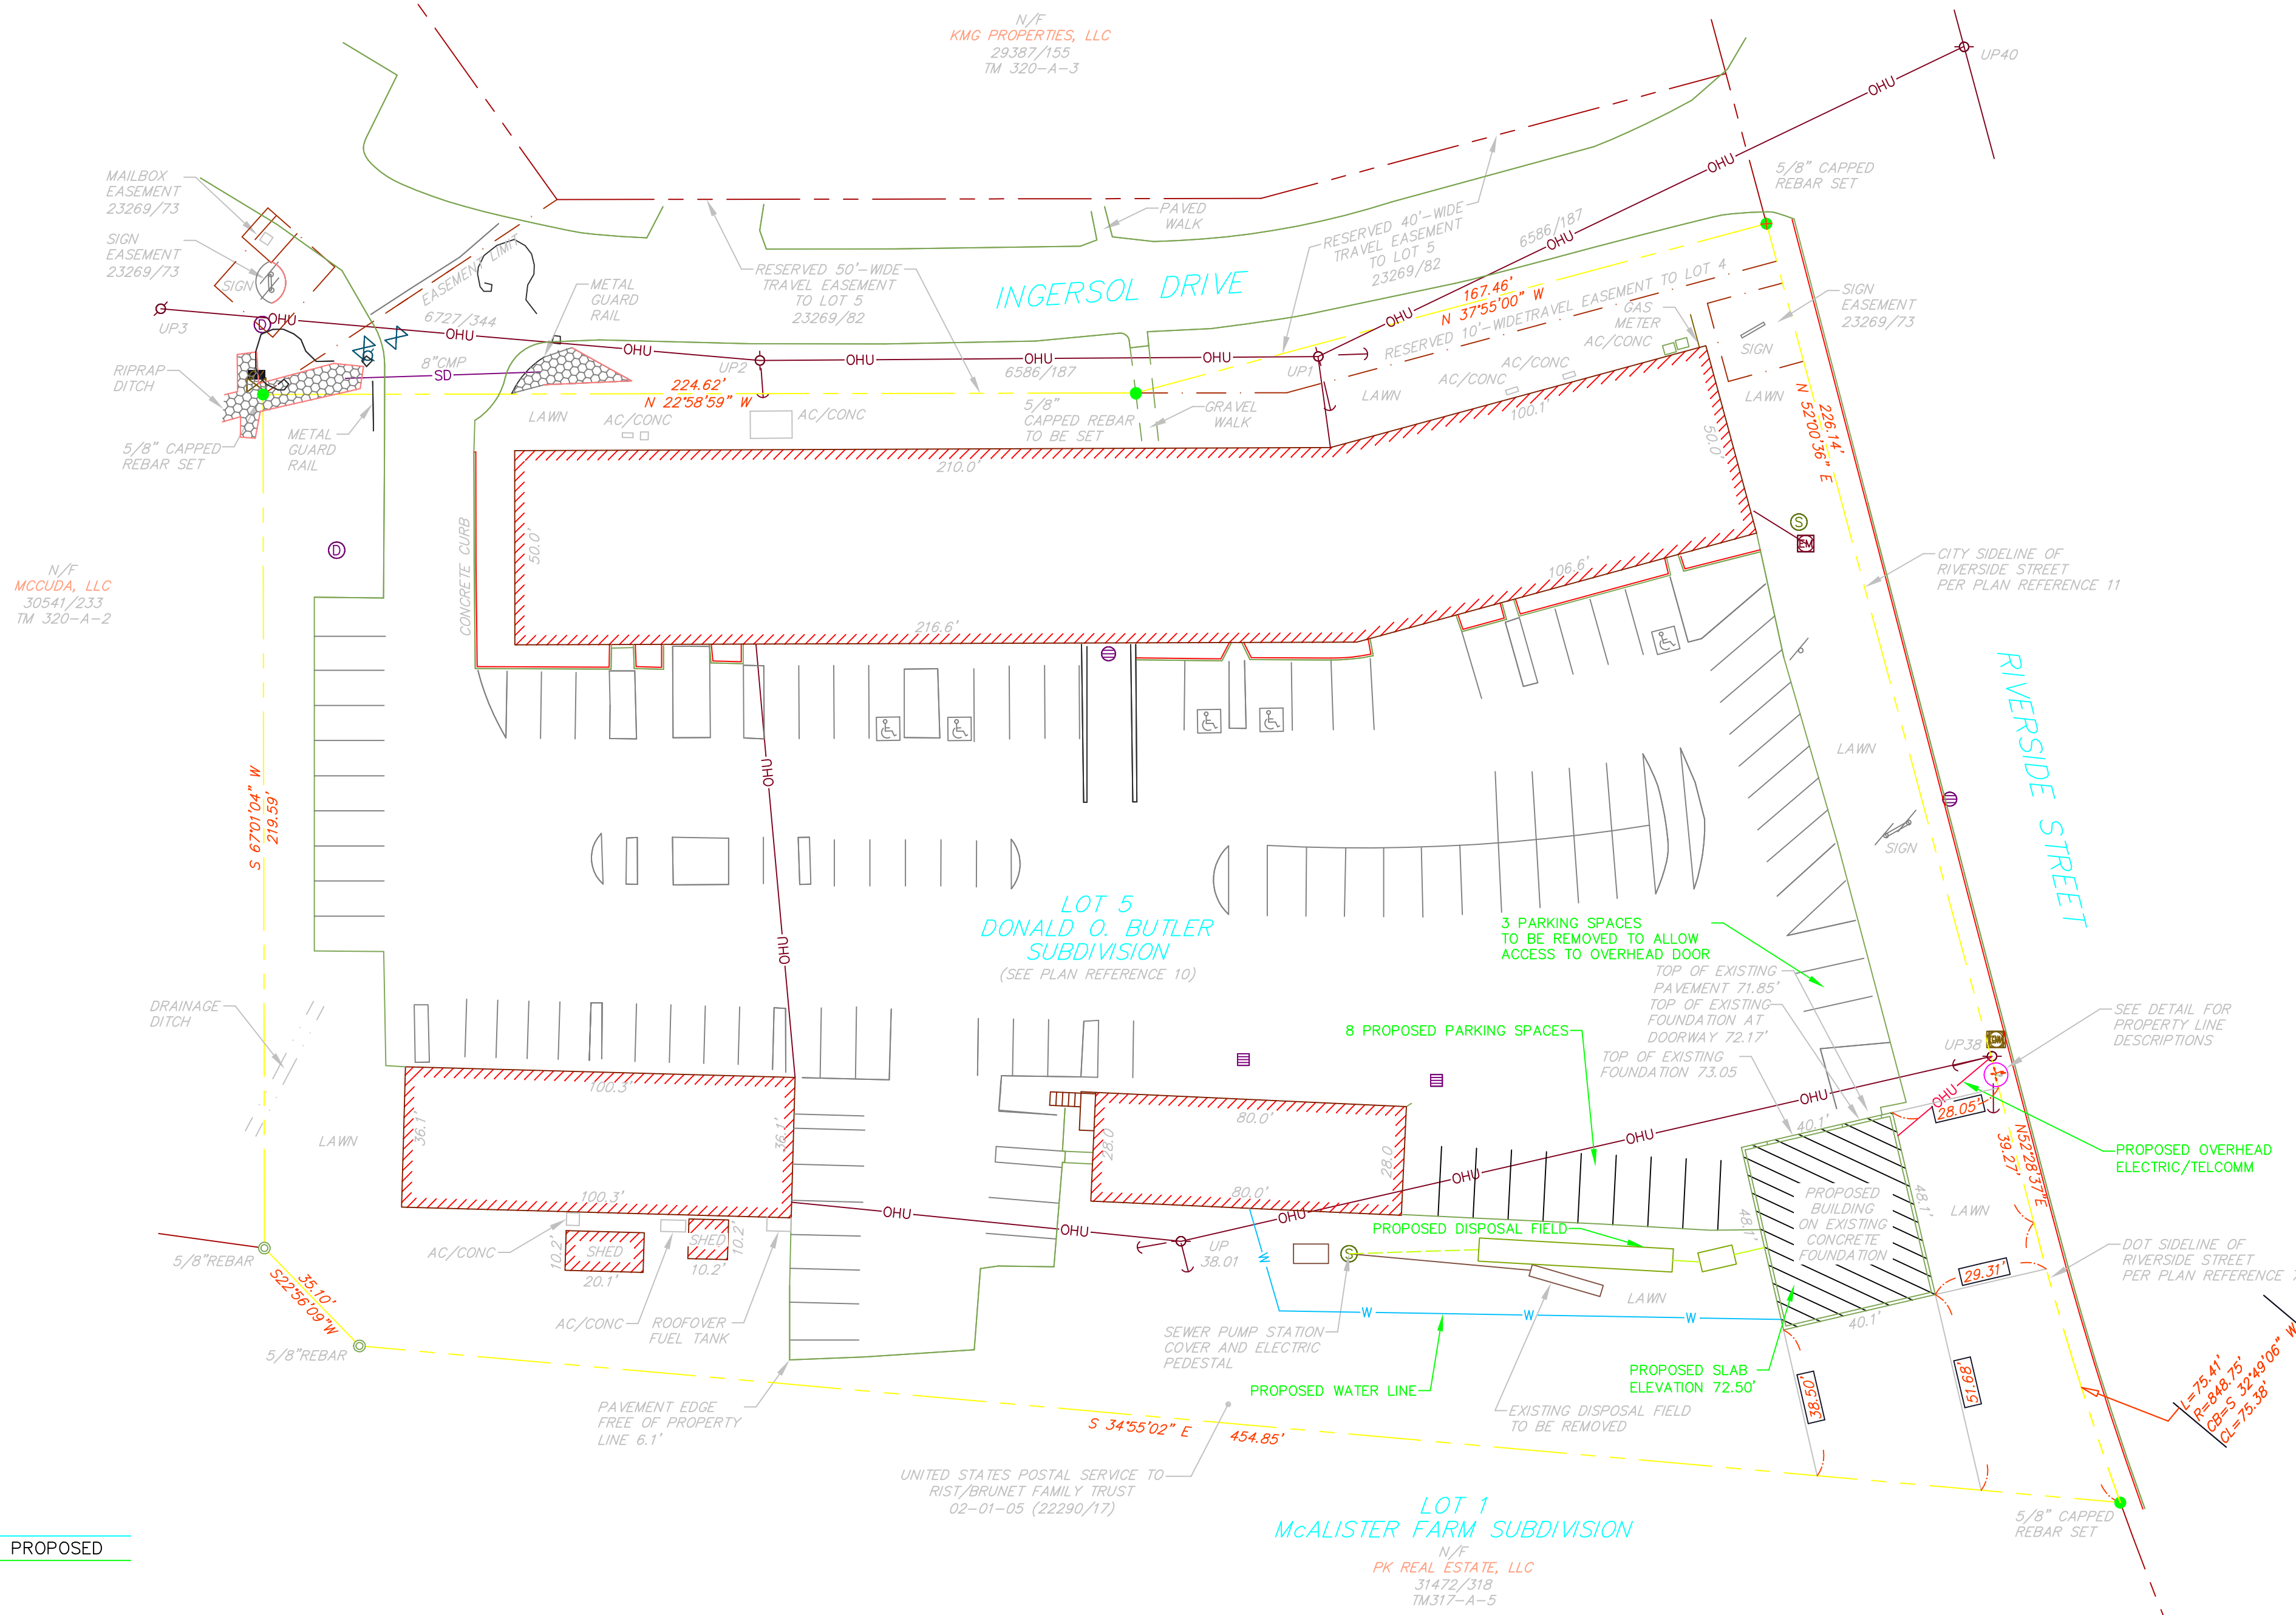 N/F
KMG PROPERTIES, LLC
29387/155
TM 320-A-3
UP40
OHU
OHU
OHU
5/8" CAPPED
REBAR SET
MAILBOX
EASEMENT
23269/73
SIGN
EASEMENT
23269/73
SIGN
UP3
D
OHU
EASEMENT LIMIT
6727/344
OHU
METAL
GUARD
RAIL
8"CMP
SD
OHU
RIPRAP
DITCH
5/8" CAPPED
REBAR SET
METAL
GUARD
RAIL
PAVED
WALK
RESERVED 50'-WIDE
TRAVEL EASEMENT
TO LOT 5
23269/82
INGERSOL DRIVE
RESERVED 40'-WIDE
TRAVEL EASEMENT
TO LOT 5
23269/82
6586/187
OHU
167.46'
N 37°55'00" W
RESERVED 10'-WIDE TRAVEL EASEMENT TO LOT 4
GAS
METER
AC/CONC
SIGN
EASEMENT
23269/73
SIGN
LAWN
UP2
OHU
OHU
OHU
6586/187
UP1
224.62'
N 22°58'59" W
LAWN
AC/CONC
AC/CONC
5/8"
CAPPED REBAR
TO BE SET
GRAVEL
WALK
LAWN
AC/CONC
AC/CONC
100.1'
50.0'
N 52°00'36" E
226.14'
210.0'
50.0'
CONCRETE CURB
216.6'
106.6'
S
EM
CITY SIDELINE OF
RIVERSIDE STREET
PER PLAN REFERENCE 11
N/F
MCCUDA, LLC
30541/233
TM 320-A-2
D
RIVERSIDE STREET
LAWN
SIGN
S 67°01'04" W
219.59'
OHU
OHU
LOT 5
DONALD O. BUTLER
SUBDIVISION
(SEE PLAN REFERENCE 10)
3 PARKING SPACES
TO BE REMOVED TO ALLOW
ACCESS TO OVERHEAD DOOR
TOP OF EXISTING
PAVEMENT 71.85'
TOP OF EXISTING
FOUNDATION AT
DOORWAY 72.17'
TOP OF EXISTING
FOUNDATION 73.05
8 PROPOSED PARKING SPACES
SEE DETAIL FOR
PROPERTY LINE
DESCRIPTIONS
UP38
DRAINAGE
DITCH
LAWN
100.3'
36.1'
36.1'
100.3'
80.0'
28.0
28.0
80.0'
OHU
OHU
OHU
OHU
28.05'
40.1'
39.27'
N52°28'37"E
PROPOSED OVERHEAD
ELECTRIC/TELCOMM
PROPOSED
BUILDING
ON EXISTING
CONCRETE
FOUNDATION
48.1'
48.1'
40.1'
LAWN
OHU
OHU
OHU
UP
38.01
PROPOSED DISPOSAL FIELD
S
W
W
W
W
LAWN
29.31'
DOT SIDELINE OF
RIVERSIDE STREET
PER PLAN REFERENCE
5/8"REBAR
35.10'
S22°56'09"W
5/8"REBAR
AC/CONC
10.2'
SHED
20.1'
SHED
10.2'
10.2'
AC/CONC
ROOFOVER
FUEL TANK
SEWER PUMP STATION
COVER AND ELECTRIC
PEDESTAL
PROPOSED WATER LINE
PROPOSED SLAB
ELEVATION 72.50'
38.50'
51.68'
L=75.41'
R=848.75'
CB=S 32°49'06" W
CL=75.38'
PAVEMENT EDGE
FREE OF PROPERTY
LINE 6.1'
EXISTING DISPOSAL FIELD
TO BE REMOVED
S 34°55'02" E
454.85'
UNITED STATES POSTAL SERVICE TO
RIST/BRUNET FAMILY TRUST
02-01-05 (22290/17)
LOT 1
McALISTER FARM SUBDIVISION
N/F
PK REAL ESTATE, LLC
31472/318
TM317-A-5
5/8" CAPPED
REBAR SET
PROPOSED